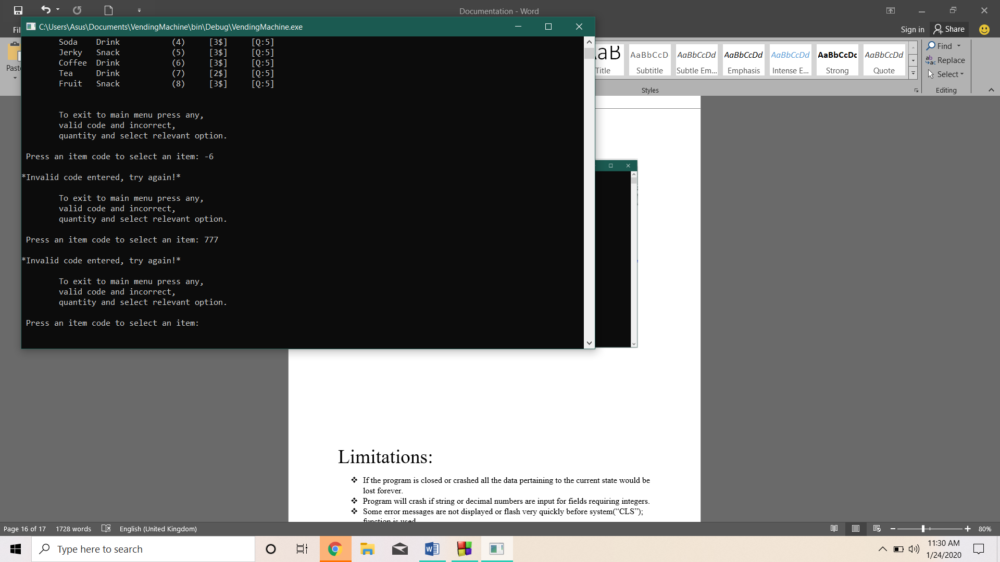 Documentation - Word
C:\Users\Asus\Documents\VendingMachine\bin\Debug\VendingMachine.exe
Sign in Share
Soda Drink (4) [3$] [Q:5]
Jerky Snack (5) [3$] [Q:5]
Coffee Drink (6) [3$] [Q:5]
Tea Drink (7) [2$] [Q:5]
Fruit Snack (8) [3$] [Q:5]
To exit to main menu press any,
valid code and incorrect,
quantity and select relevant option.
Press an item code to select an item: -6
*Invalid code entered, try again!*
To exit to main menu press any,
valid code and incorrect,
quantity and select relevant option.
Press an item code to select an item: 777
*Invalid code entered, try again!*
To exit to main menu press any,
valid code and incorrect,
quantity and select relevant option.
Press an item code to select an item:
Past
AaB AaBbCcD AaBbCcDd AaBbCcDd AaBbCcDd AaBbCcDc AaBbCcDd
Title Subtitle Subtle Em... Emphasis Intense E... Strong Quote
Styles
Find
Replace
Select
Editing
Limitations:
❖ If the program is closed or crashed all the data pertaining to the current state would be
lost forever.
❖ Program will crash if string or decimal numbers are input for fields requiring integers.
❖ Some error messages are not displayed or flash very quickly before system(“CLS”);
function is used
Page 16 of 17 1728 words English (United Kingdom) 80%
Type here to search
11:30 AM
1/24/2020